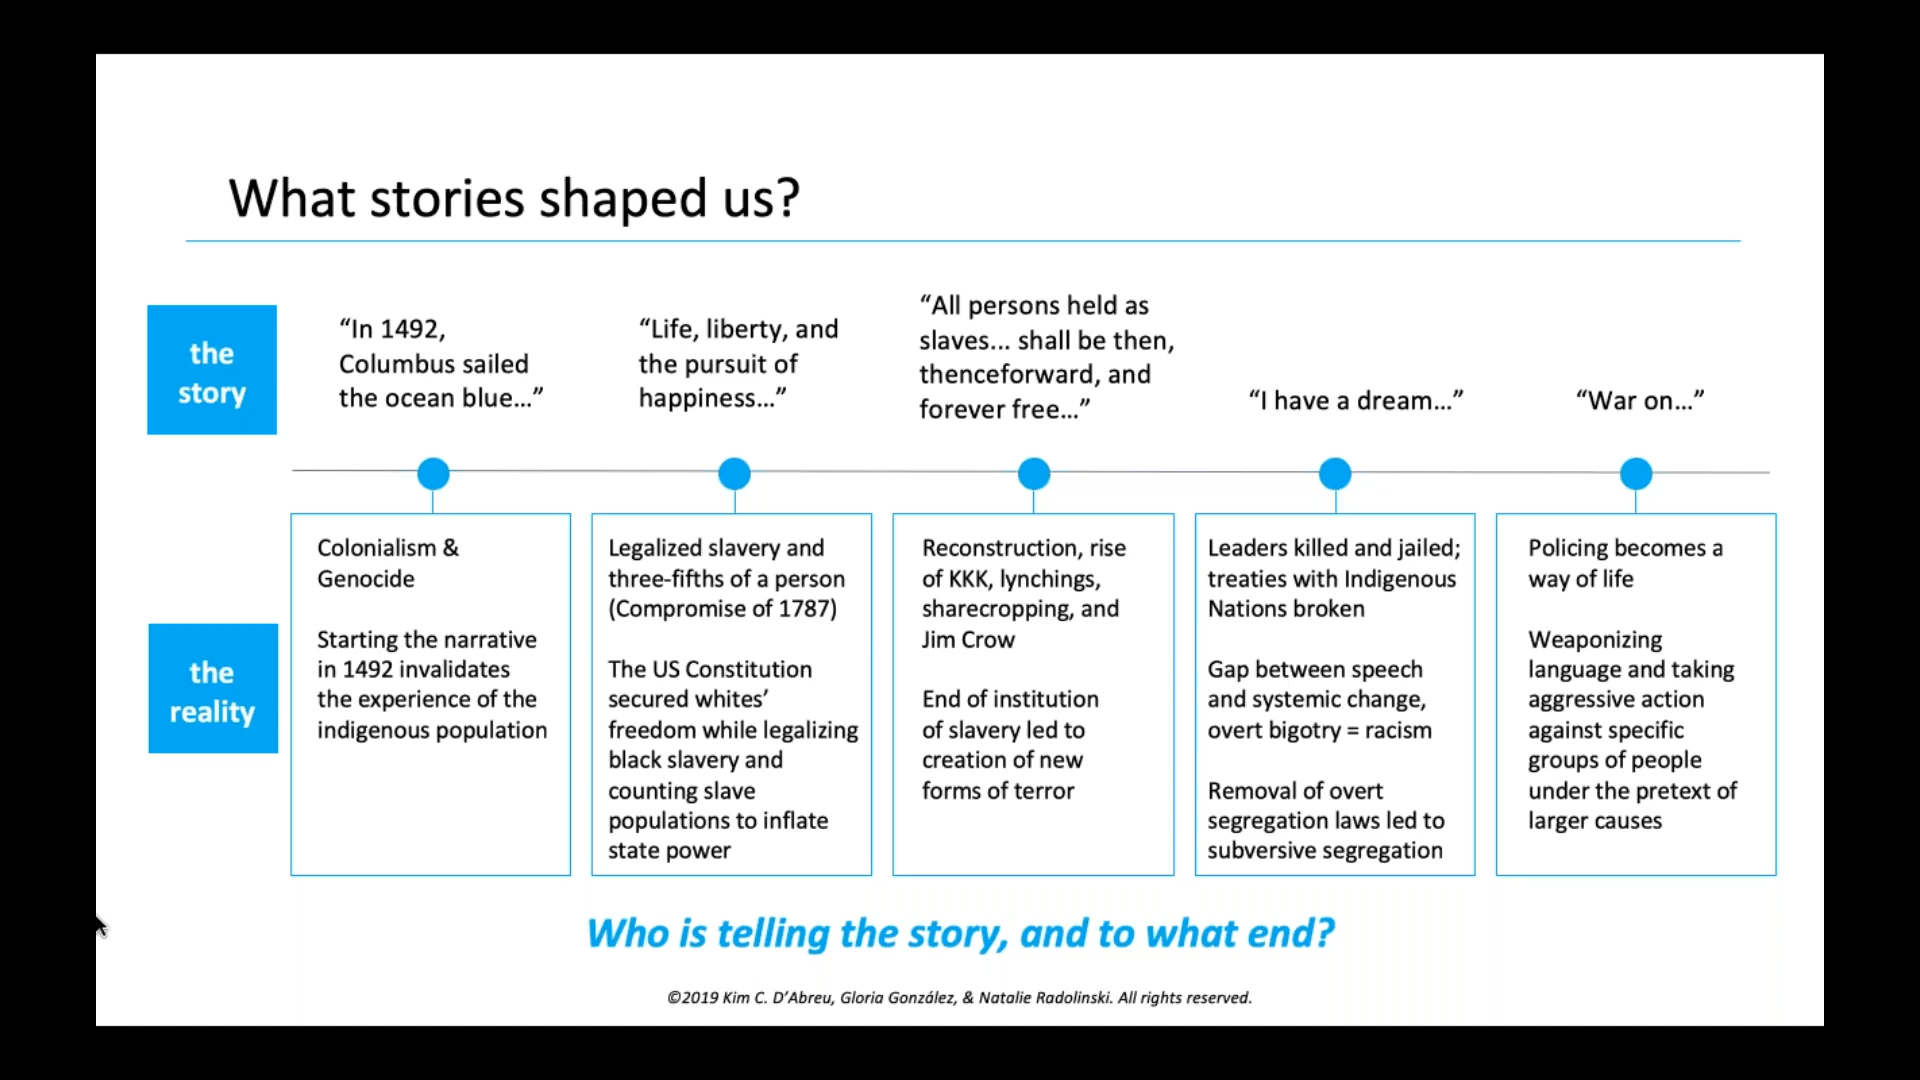 What stories shaped us?
the
story
“In 1492,
Columbus sailed
the ocean blue...”
“Life, liberty, and
the pursuit of
happiness...”
“All persons held as
slaves... shall be then,
thenceforward, and
forever free...”
“I have a dream...”
“War on...”
the
reality
Colonialism &
Genocide
Starting the narrative
in 1492 invalidates
the experience of the
indigenous population
Legalized slavery and
three-fifths of a person
(Compromise of 1787)
The US Constitution
secured whites’
freedom while legalizing
black slavery and
counting slave
populations to inflate
state power
Reconstruction, rise
of KKK, lynchings,
sharecropping, and
Jim Crow
End of institution
of slavery led to
creation of new
forms of terror
Leaders killed and jailed;
treaties with Indigenous
Nations broken
Gap between speech
and systemic change,
overt bigotry = racism
Removal of overt
segregation laws led to
subversive segregation
Policing becomes a
way of life
Weaponizing
language and taking
aggressive action
against specific
groups of people
under the pretext of
larger causes
Who is telling the story, and to what end?
©2019 Kim C. D’Abreu, Gloria González, & Natalie Radolinski. All rights reserved.